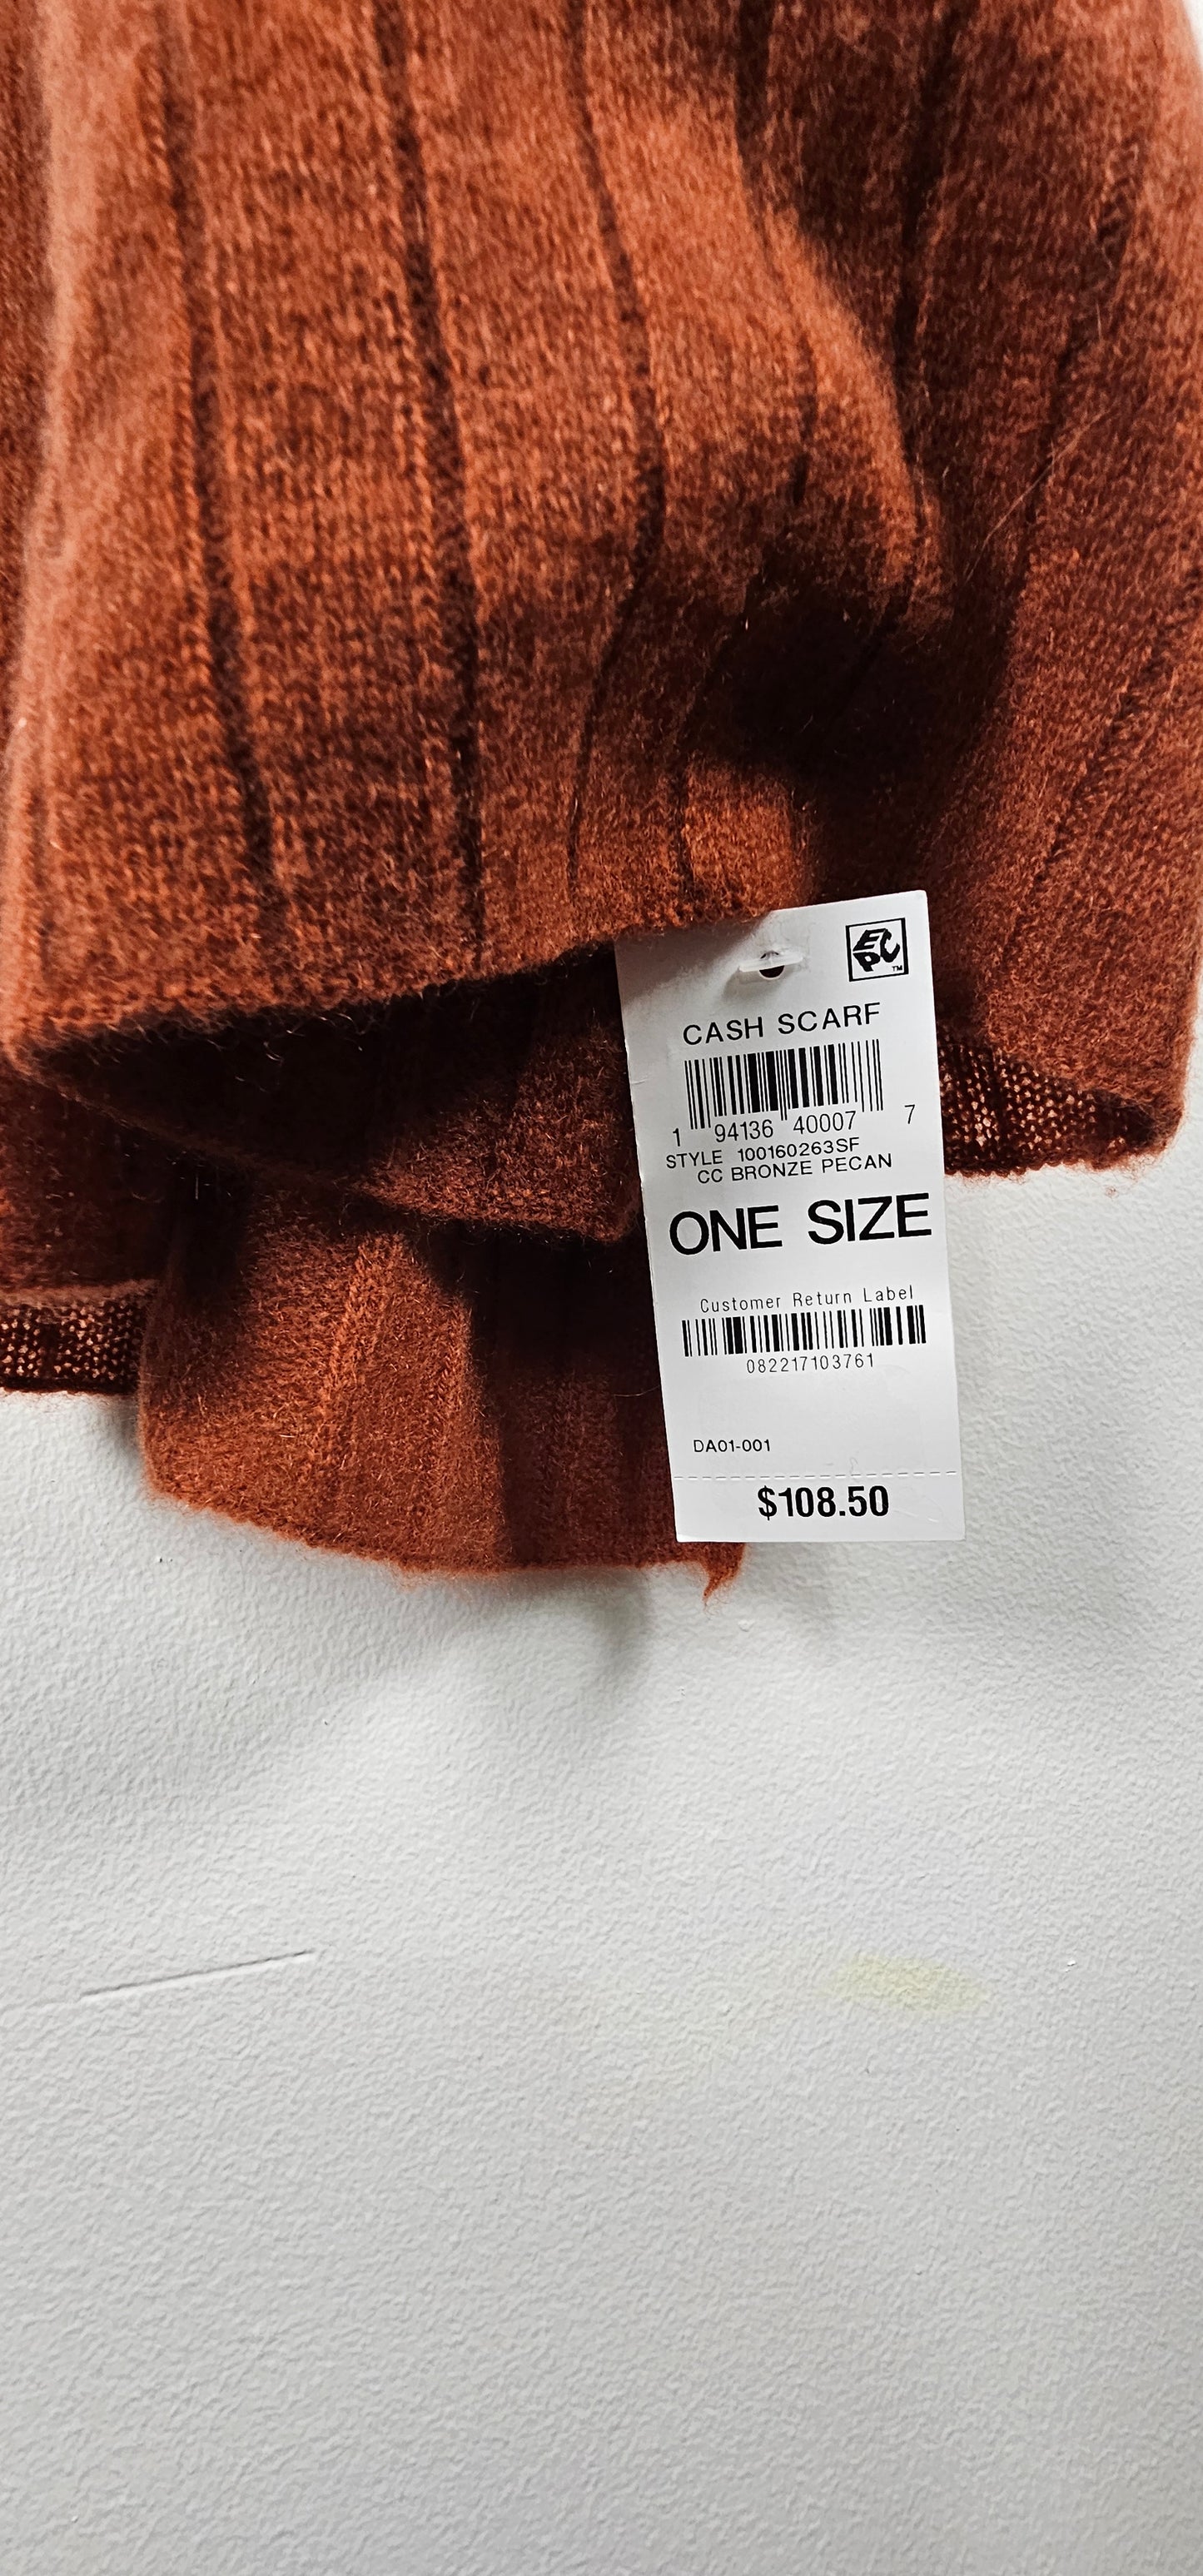 EPC™
CASH SCARF
1 94136 40007 7
STYLE 100160263SF
CC BRONZE PECAN
ONE SIZE
Customer Return Label
082217103761
DA01-001
$108.50